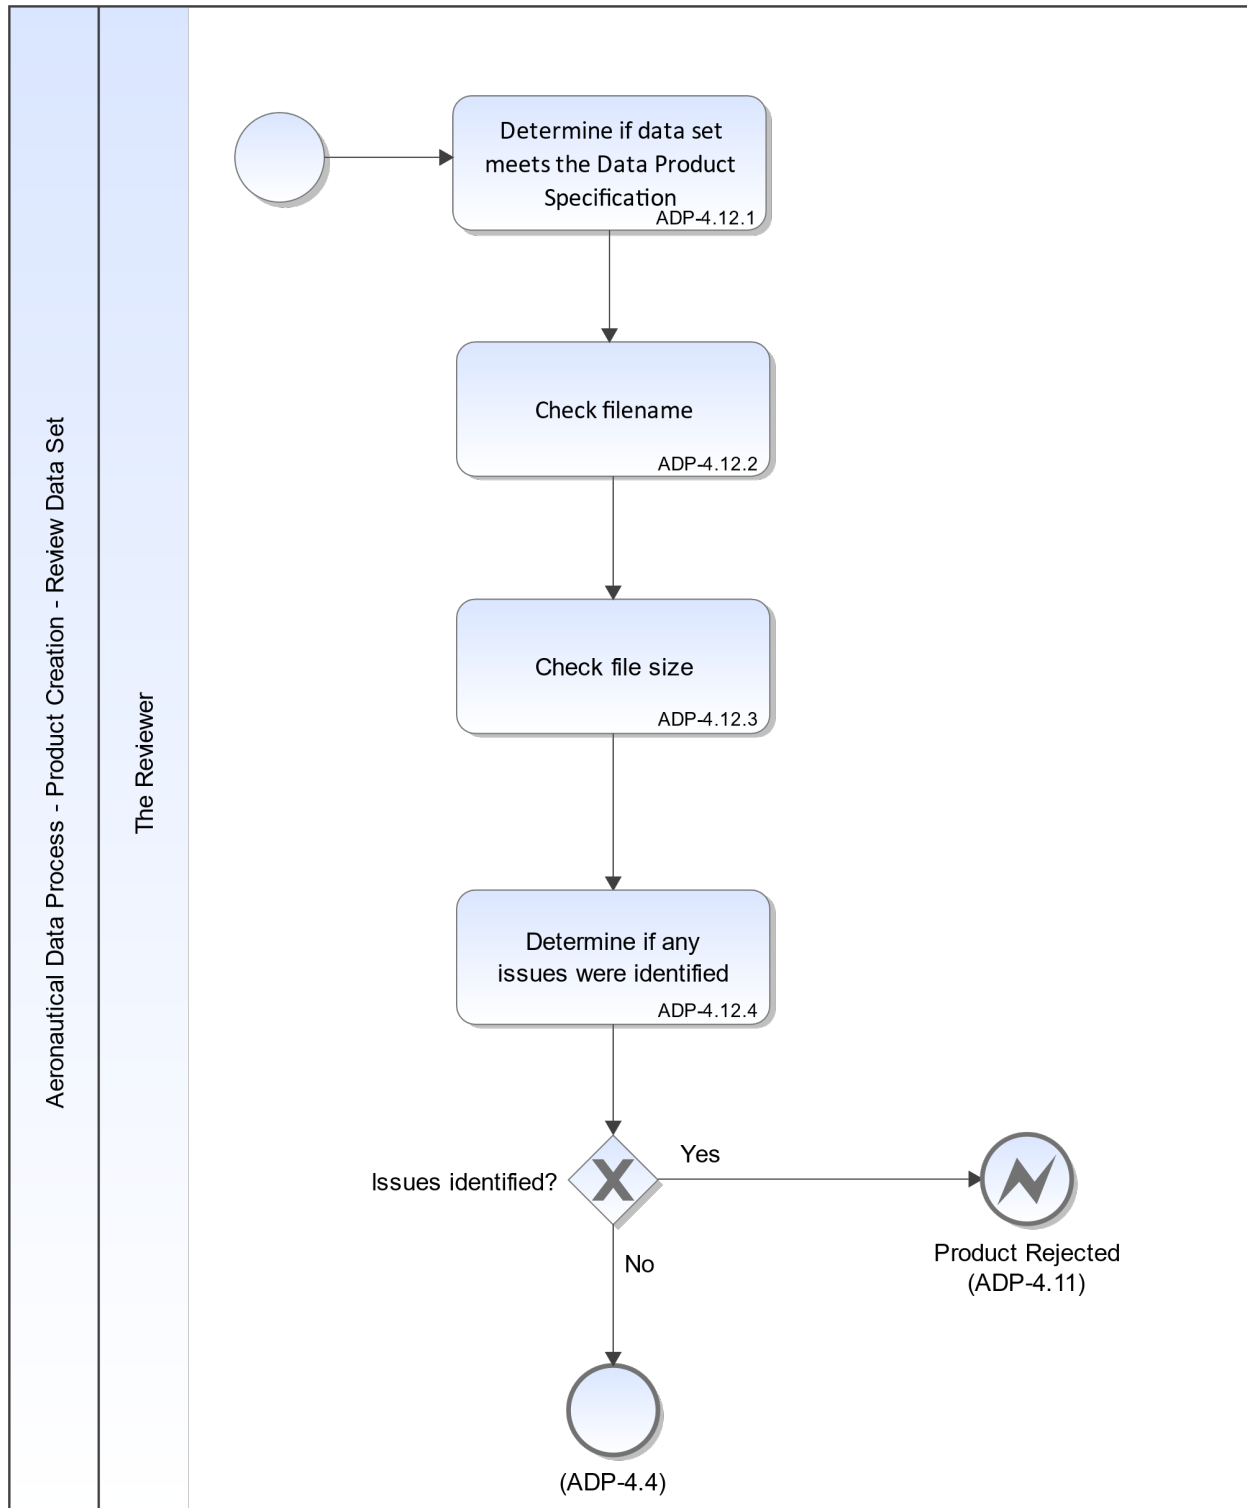 Aeronautical Data Process - Product Creation - Review Data Set
The Reviewer
Determine if data set
meets the Data Product
Specification
ADP-4.12.1
Check filename
ADP-4.12.2
Check file size
ADP-4.12.3
Determine if any
issues were identified
ADP-4.12.4
Issues identified?
X
Yes
Product Rejected
(ADP-4.11)
No
(ADP-4.4)